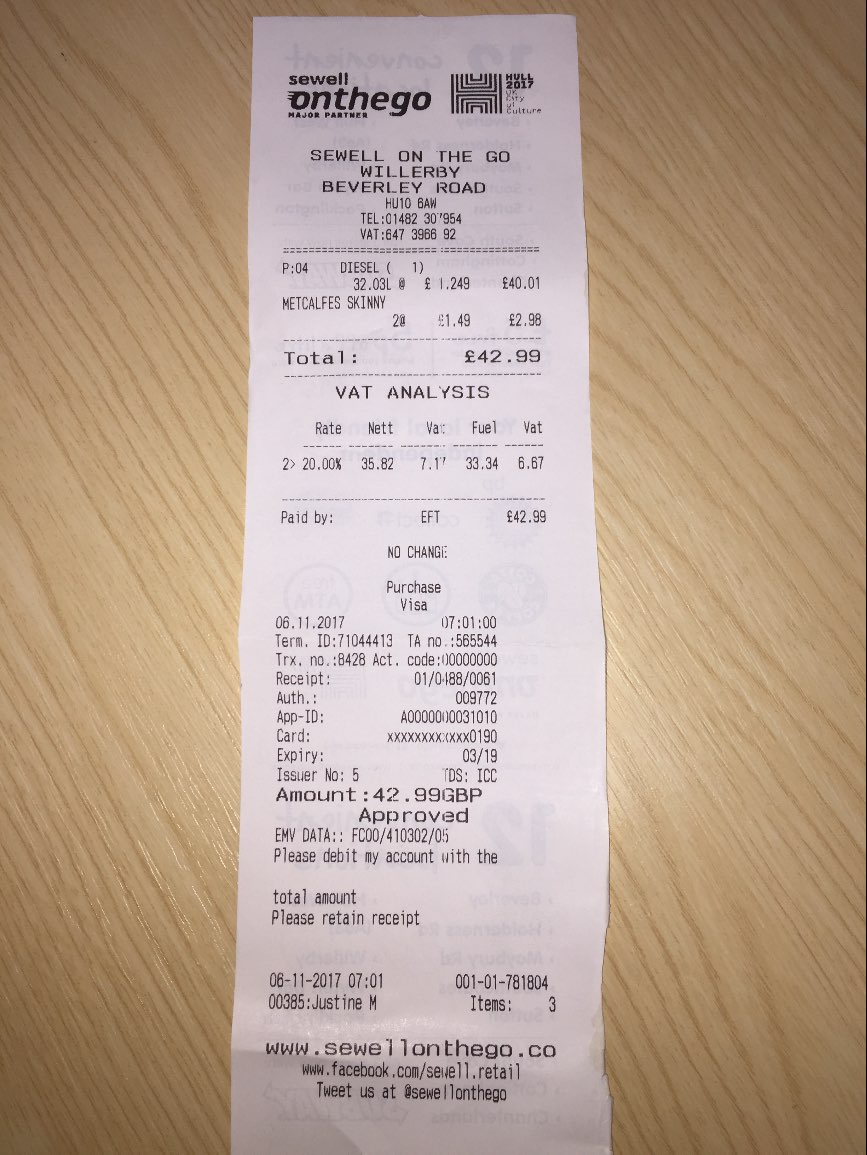 sewell
onthego
MAJOR PARTNER
HULL
2017
UK
City
of
Culture
SEWELL ON THE GO
WILLERBY
BEVERLEY ROAD
HU10 6AW
TEL:01482 307954
VAT:647 3966 92
P:04 DIESEL ( 1)
32.03L @ £ 1.249 £40.01
METCALFES SKINNY
2@ £1.49 £2.98
Total: £42.99
VAT ANALYSIS
Rate Nett Vat Fuel Vat
2> 20.00% 35.82 7.17 33.34 6.67
Paid by: EFT £42.99
NO CHANGE
Purchase
Visa
06.11.2017 07:01:00
Term. ID:71044413 TA no.:565544
Trx. no.:8428 Act. code:00000000
Receipt: 01/0488/0061
Auth.: 009772
App-ID: A0000000031010
Card: xxxxxxxxxxxx0190
Expiry: 03/19
Issuer No: 5 TDS: ICC
Amount:42.99GBP
Approved
EMV DATA:: FC00/410302/05
Please debit my account with the
total amount
Please retain receipt
06-11-2017 07:01 001-01-781804
00385:Justine M Items: 3
www.sewellonthego.co
www.facebook.com/sewell.retail
Tweet us at @sewellonthego